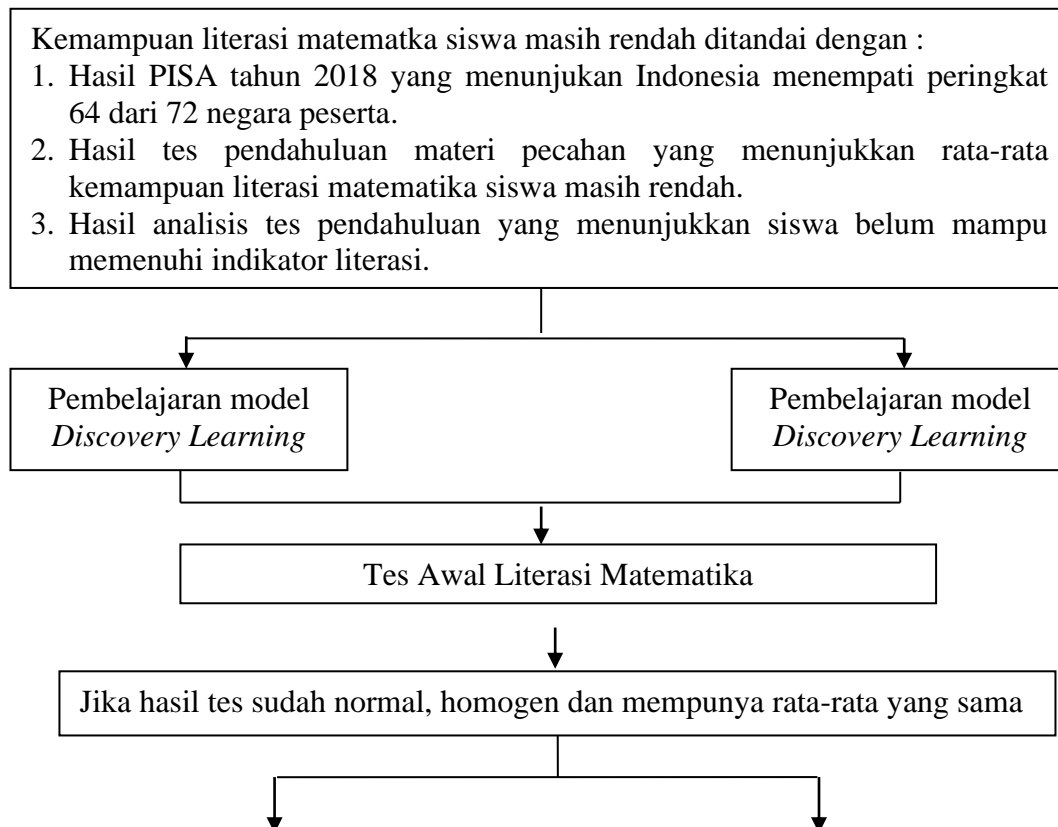 Kemampuan literasi matematka siswa masih rendah ditandai dengan :
1. Hasil PISA tahun 2018 yang menunjukan Indonesia menempati peringkat
64 dari 72 negara peserta.
2. Hasil tes pendahuluan materi pecahan yang menunjukkan rata-rata
kemampuan literasi matematika siswa masih rendah.
3. Hasil analisis tes pendahuluan yang menunjukkan siswa belum mampu
memenuhi indikator literasi.
Pembelajaran model
Discovery Learning
Pembelajaran model
Discovery Learning
Tes Awal Literasi Matematika
Jika hasil tes sudah normal, homogen dan mempunya rata-rata yang sama